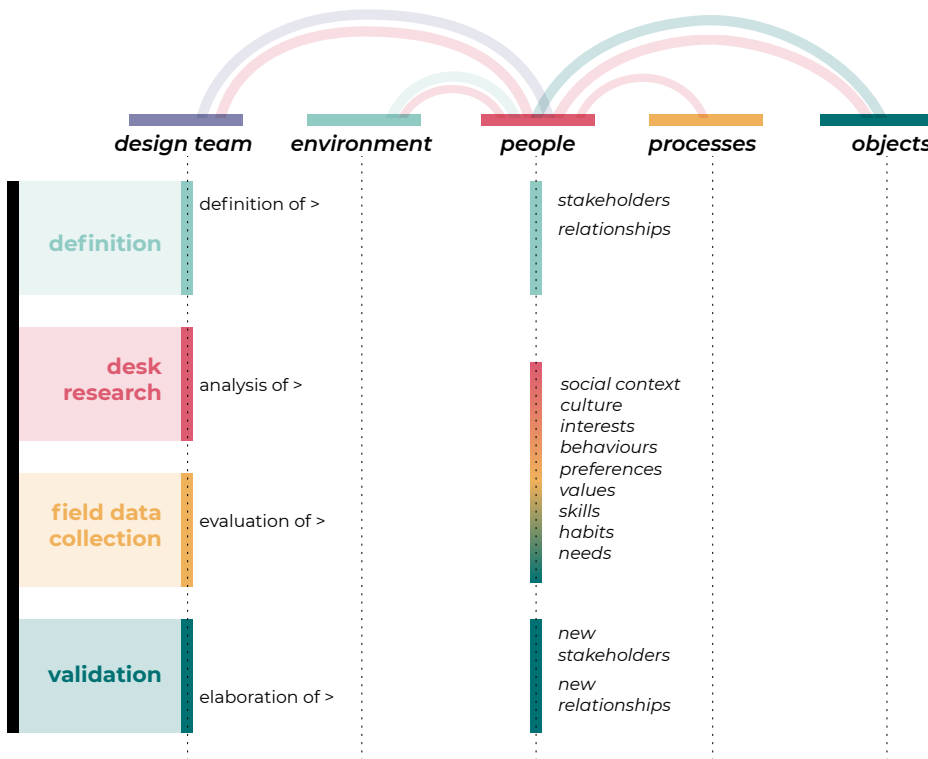 design team
environment
people
processes
objects
definition
definition of >
stakeholders
relationships
desk
research
analysis of >
social context
culture
interests
behaviours
preferences
values
skills
habits
needs
field data
collection
evaluation of >
validation
elaboration of >
new
stakeholders
new
relationships